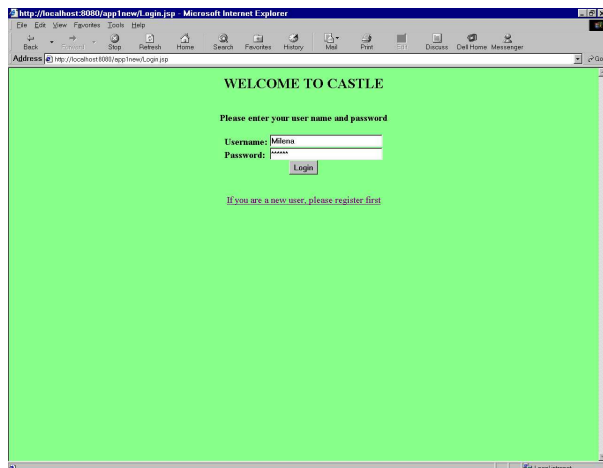 http://localhost:8080/app1new/Login.jsp - Microsoft Internet Explorer
File Edit View Favorites Tools Help
Back Forward Stop Refresh Home Search Favorites History Mail Print Edit Discuss Dell Home Messenger
Address http://localhost:8080/app1new/Login.jsp Go
WELCOME TO CASTLE
Please enter your user name and password
Username: Milena
Password: ******
Login
If you are a new user, please register first
Local intranet